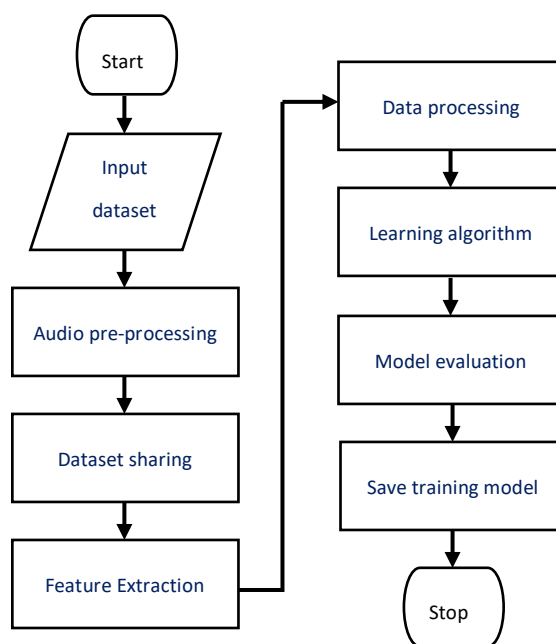 Start
Input
dataset
Audio pre-processing
Dataset sharing
Feature Extraction
Data processing
Learning algorithm
Model evaluation
Save training model
Stop